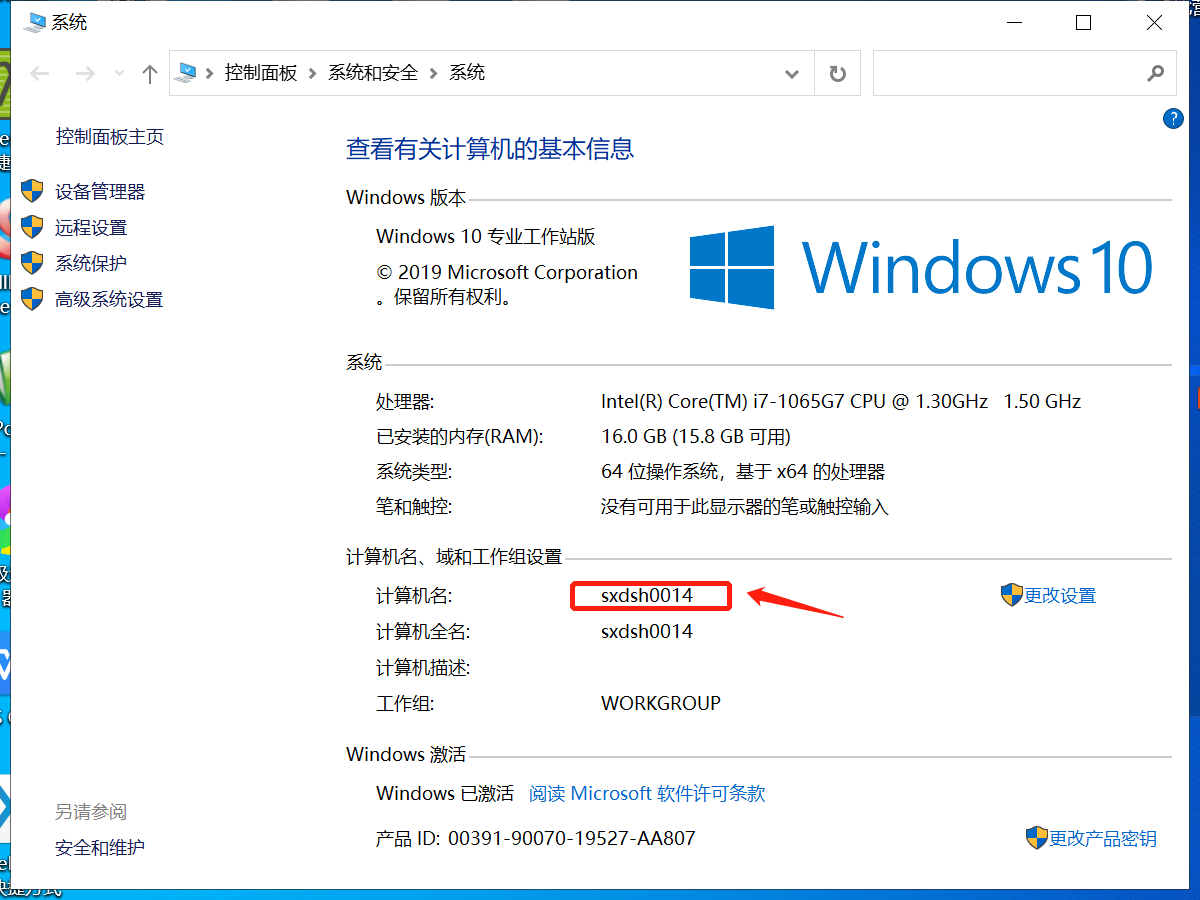 系统
控制面板 系统和安全 系统
控制面板主页
设备管理器
远程设置
系统保护
高级系统设置
查看有关计算机的基本信息
Windows 版本
Windows 10 专业工作站版
© 2019 Microsoft Corporation
。保留所有权利。
Windows 10
系统
处理器: Intel(R) Core(TM) i7-1065G7 CPU @ 1.30GHz 1.50 GHz
已安装的内存(RAM): 16.0 GB (15.8 GB 可用)
系统类型: 64 位操作系统，基于 x64 的处理器
笔和触控: 没有可用于此显示器的笔或触控输入
计算机名、域和工作组设置
计算机名: sxdsh0014 更改设置
计算机全名: sxdsh0014
计算机描述:
工作组: WORKGROUP
Windows 激活
Windows 已激活 阅读 Microsoft 软件许可条款
产品 ID: 00391-90070-19527-AA807 更改产品密钥
另请参阅
安全和维护